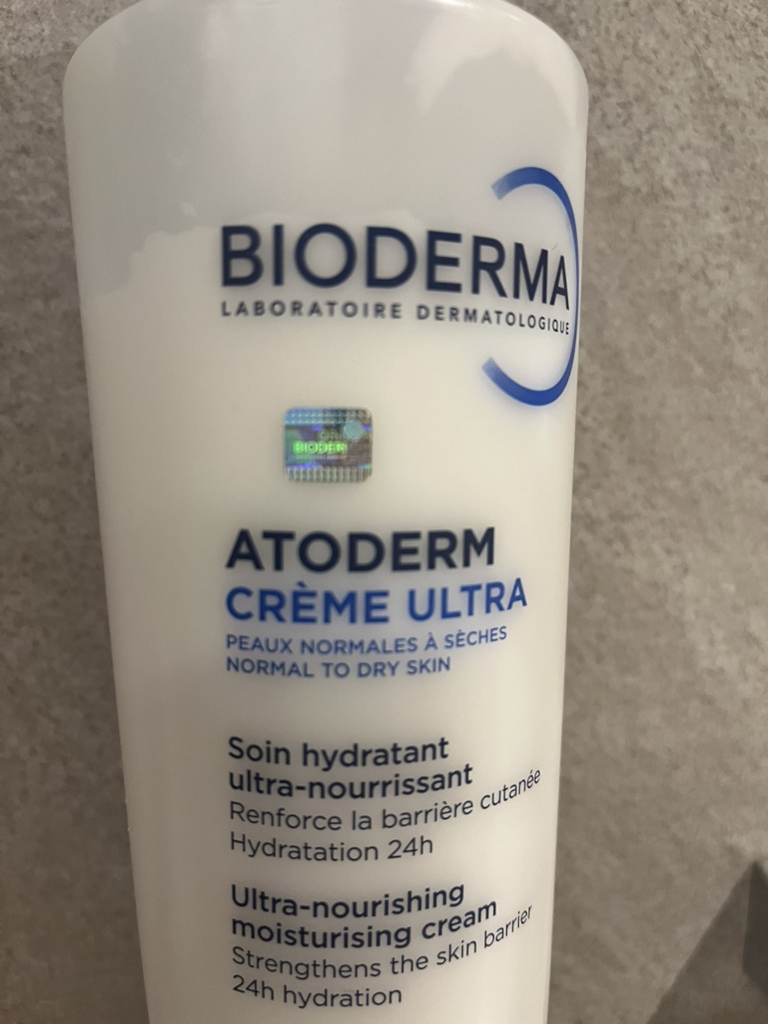 BIODERMA
LABORATOIRE DERMATOLOGIQUE
BIODER
ATODERM
CRÈME ULTRA
PEAUX NORMALES À SÈCHES
NORMAL TO DRY SKIN
Soin hydratant
ultra-nourrissant
Renforce la barrière cutanée
Hydratation 24h
Ultra-nourishing
moisturising cream
Strengthens the skin barrier
24h hydration